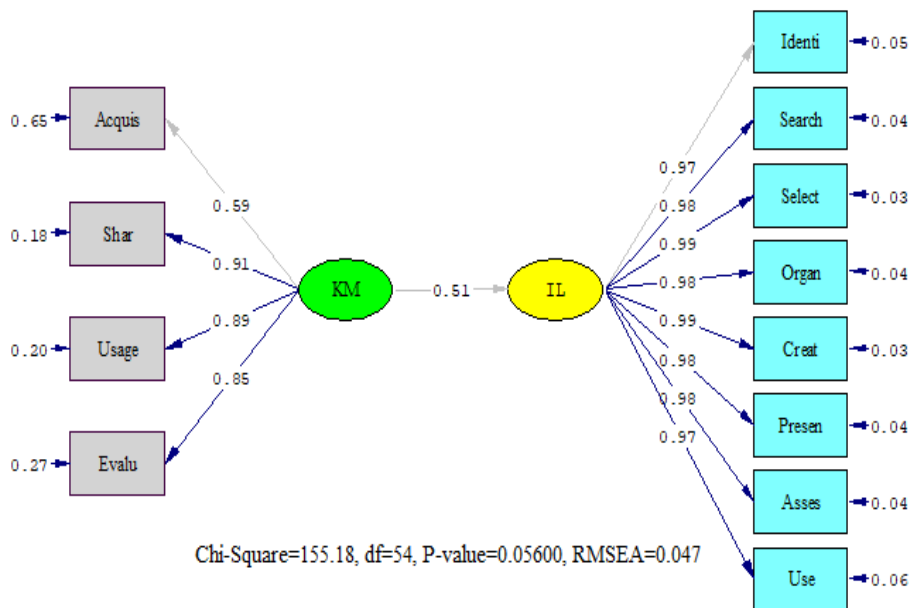 Identi
0.05
0.65
Acquis
Search
0.04
0.97
0.98
Select
0.03
0.59
0.99
0.18
Shar
0.91
0.98
Organ
0.04
KM
0.51
IL
0.99
0.20
Usage
0.89
Creat
0.03
0.98
0.85
0.98
Presen
0.04
0.97
0.27
Evalu
Asses
0.04
Chi-Square=155.18, df=54, P-value=0.05600, RMSEA=0.047
Use
0.06